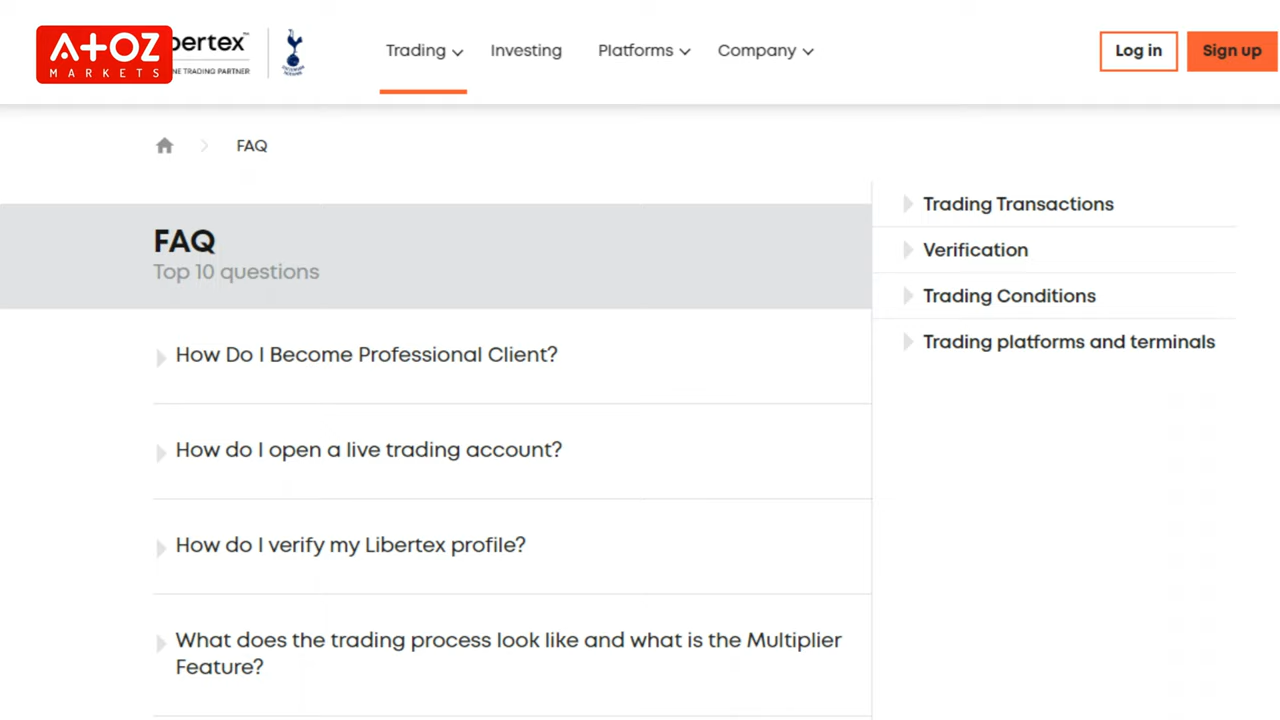 A+OZ
MARKETS
bertex™
NE TRADING PARTNER
Trading
Investing
Platforms
Company
Log in
Sign up
FAQ
FAQ
Top 10 questions
How Do I Become Professional Client?
How do I open a live trading account?
How do I verify my Libertex profile?
What does the trading process look like and what is the Multiplier
Feature?
Trading Transactions
Verification
Trading Conditions
Trading platforms and terminals